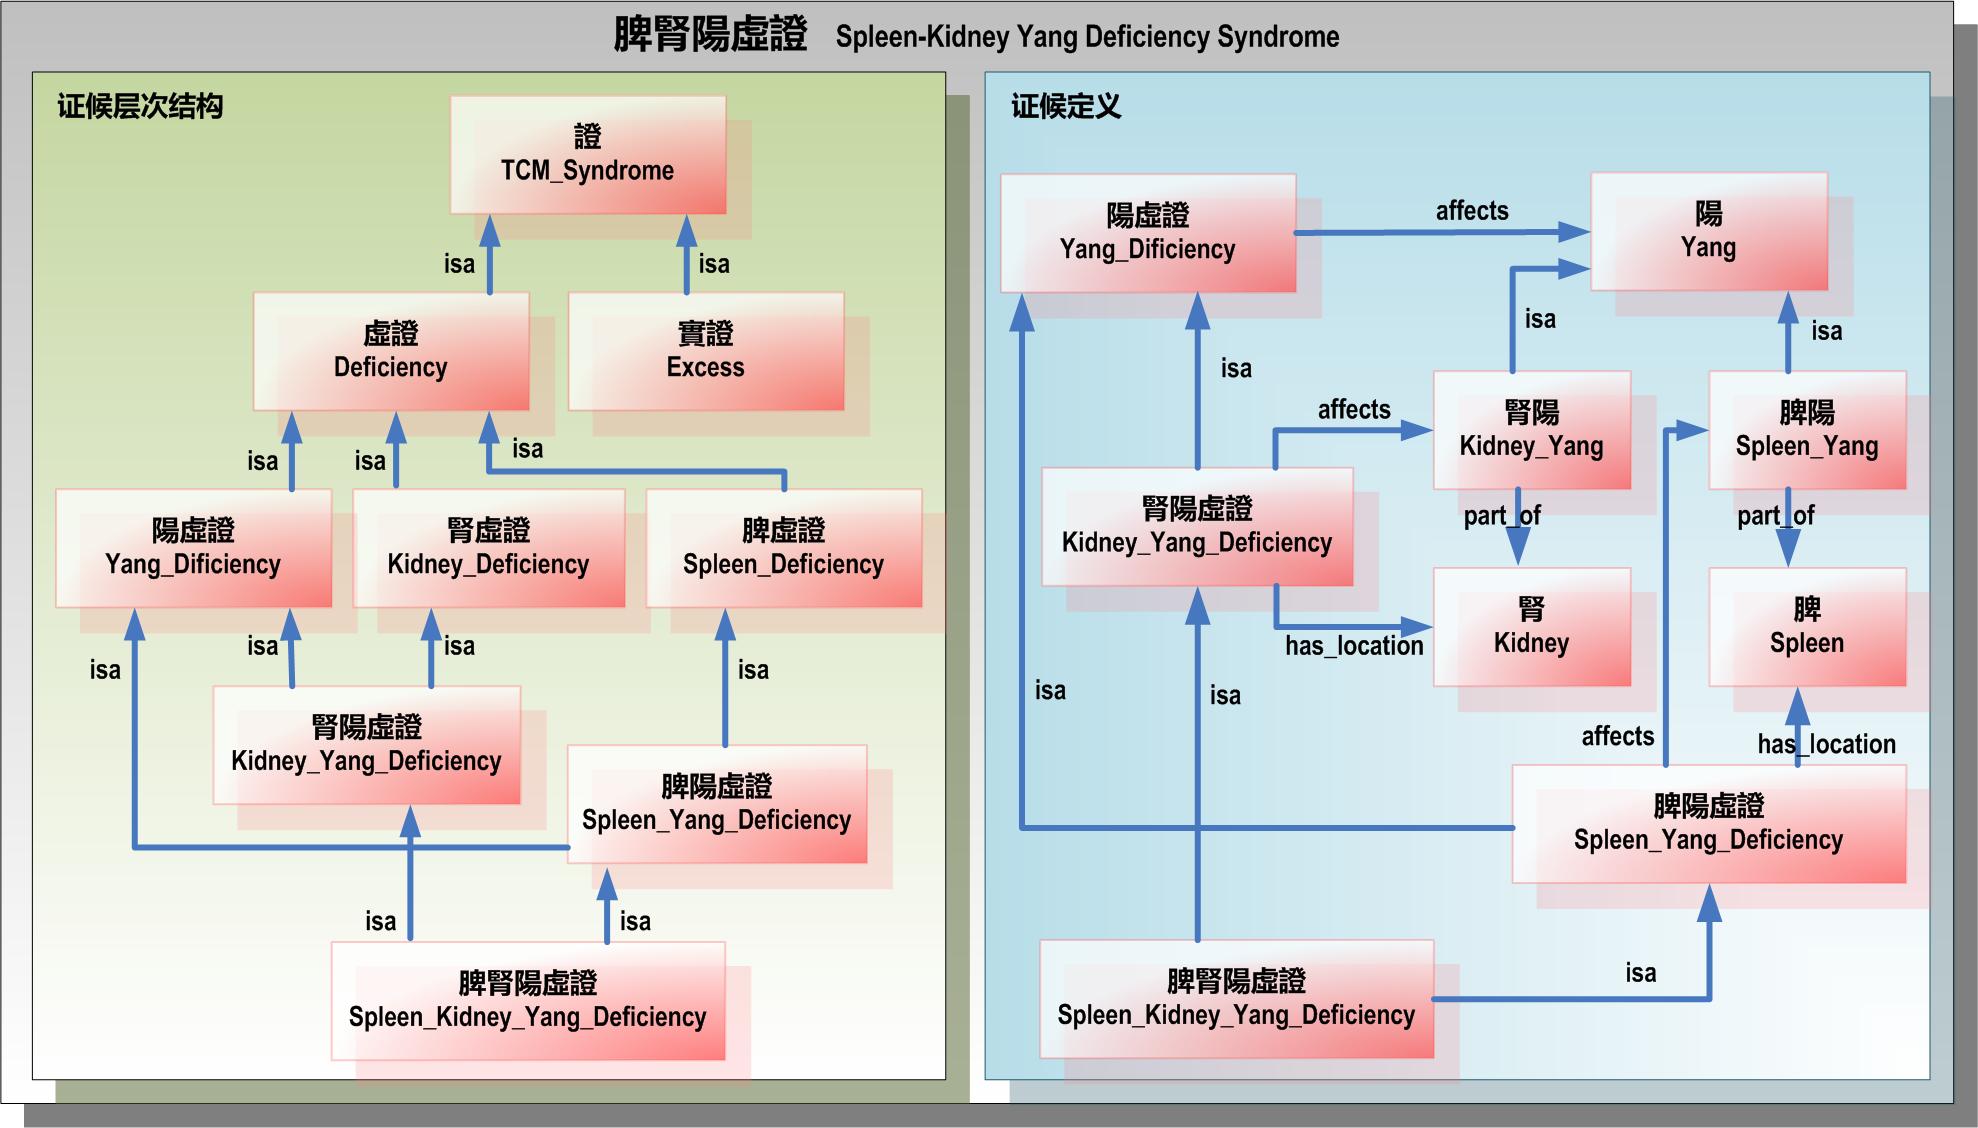 脾腎陽虛證 Spleen-Kidney Yang Deficiency Syndrome
证候层次结构
證
TCM_Syndrome
isa
isa
虛證
Deficiency
實證
Excess
isa
isa
isa
陽虛證
Yang_Dificiency
腎虛證
Kidney_Deficiency
脾虛證
Spleen_Deficiency
isa
isa
isa
isa
腎陽虛證
Kidney_Yang_Deficiency
脾陽虛證
Spleen_Yang_Deficiency
isa
isa
脾腎陽虛證
Spleen_Kidney_Yang_Deficiency
证候定义
陽虛證
Yang_Dificiency
affects
陽
Yang
isa
isa
isa
affects
腎陽
Kidney_Yang
脾陽
Spleen_Yang
腎陽虛證
Kidney_Yang_Deficiency
part_of
part_of
腎
Kidney
脾
Spleen
has_location
isa
isa
affects
has_location
脾陽虛證
Spleen_Yang_Deficiency
isa
脾腎陽虛證
Spleen_Kidney_Yang_Deficiency